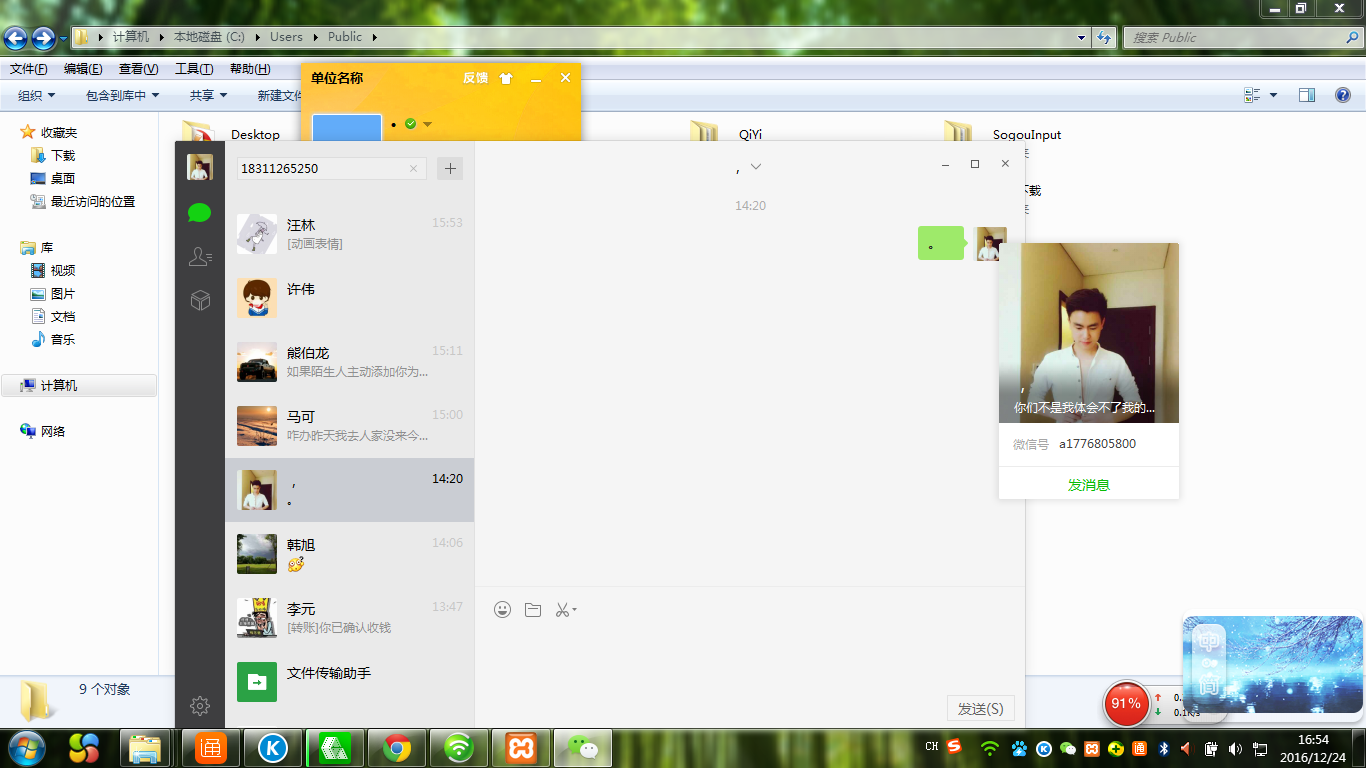 计算机 本地磁盘 (C:) Users Public
搜索 Public
文件(F) 编辑(E) 查看(V) 工具(T) 帮助(H)
单位名称 反馈
组织 包含到库中 共享 新建文件
收藏夹
下载
桌面
最近访问的位置
库
视频
图片
文档
音乐
计算机
网络
Desktop
QiYi
SogouInput
下载
18311265250
汪林 15:53
[动画表情]
许伟
熊伯龙 15:11
如果陌生人主动添加你为...
马可 15:00
咋办昨天我去人家没来今...
， 14:20
。
韩旭 14:06
李元 13:47
[转账]你已确认收钱
文件传输助手
，
14:20
。
，
你们不是我体会不了我的...
微信号 a1776805800
发消息
发送(S)
9 个对象
中
简
91%
CH
16:54
2016/12/24